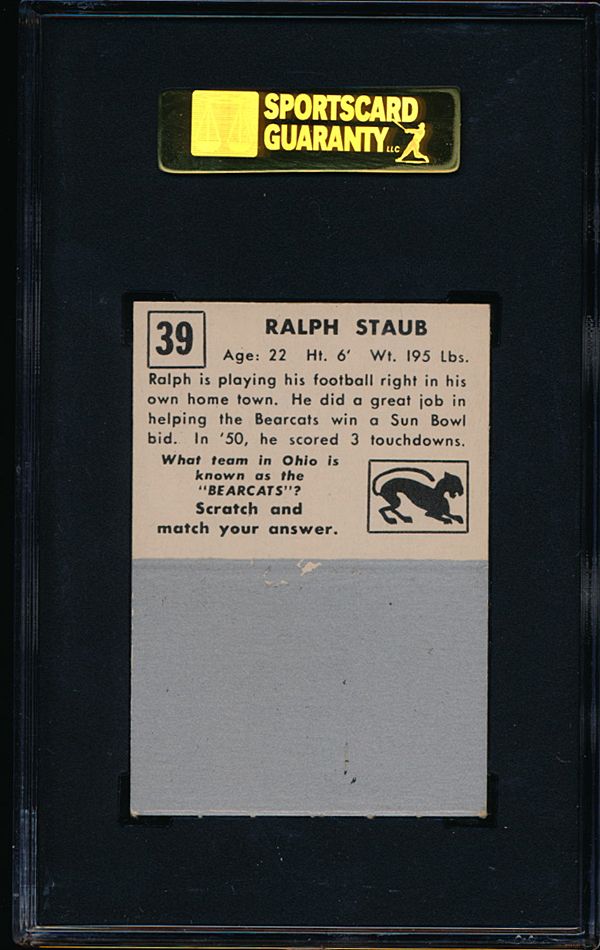 SPORTSCARD
GUARANTY LLC
39
RALPH STAUB
Age: 22 Ht. 6' Wt. 195 Lbs.
Ralph is playing his football right in his
own home town. He did a great job in
helping the Bearcats win a Sun Bowl
bid. In '50, he scored 3 touchdowns.
What team in Ohio is
known as the
"BEARCATS"?
Scratch and
match your answer.